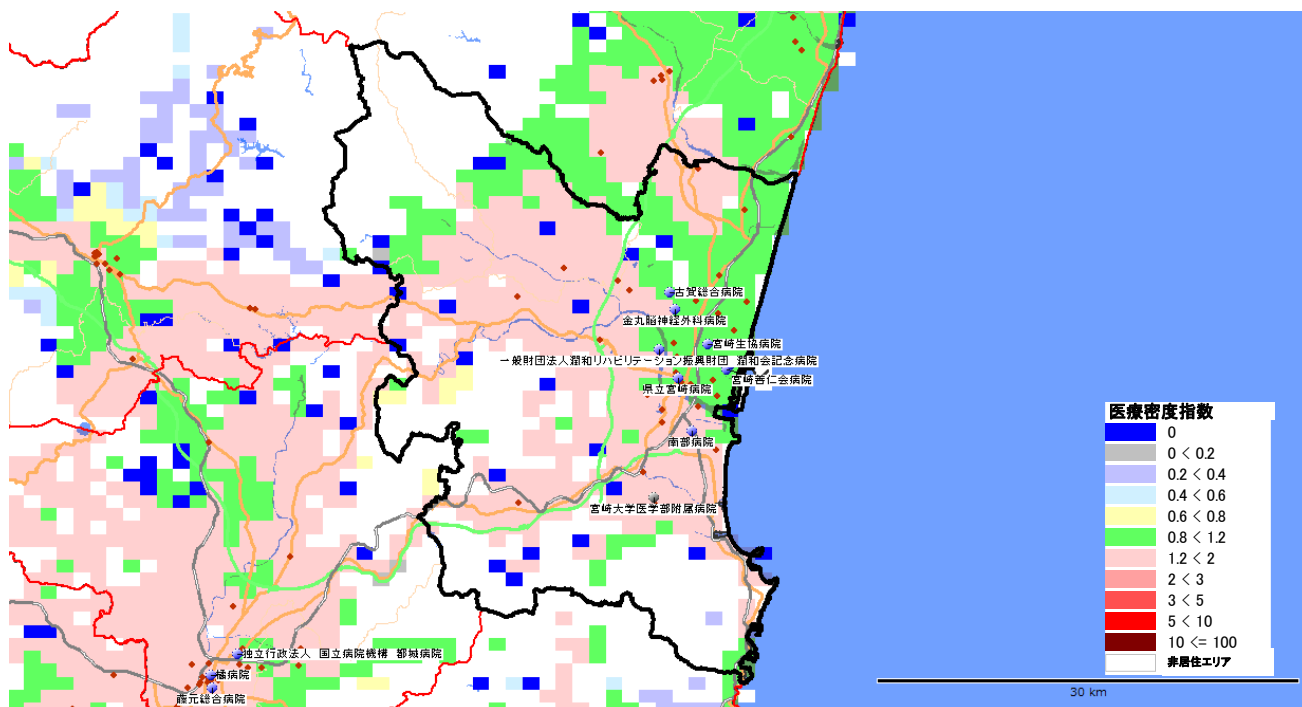 古賀総合病院
金丸脳神経外科病院
宮崎生協病院
一般財団法人潤和リハビリテーション振興財団 潤和会記念病院
宮崎善仁会病院
県立宮崎病院
南部病院
宮崎大学医学部附属病院
独立行政法人 国立病院機構 都城病院
橘病院
藤元総合病院
医療密度指数
0
0 < 0.2
0.2 < 0.4
0.4 < 0.6
0.6 < 0.8
0.8 < 1.2
1.2 < 2
2 < 3
3 < 5
5 < 10
10 <= 100
非居住エリア
30 km